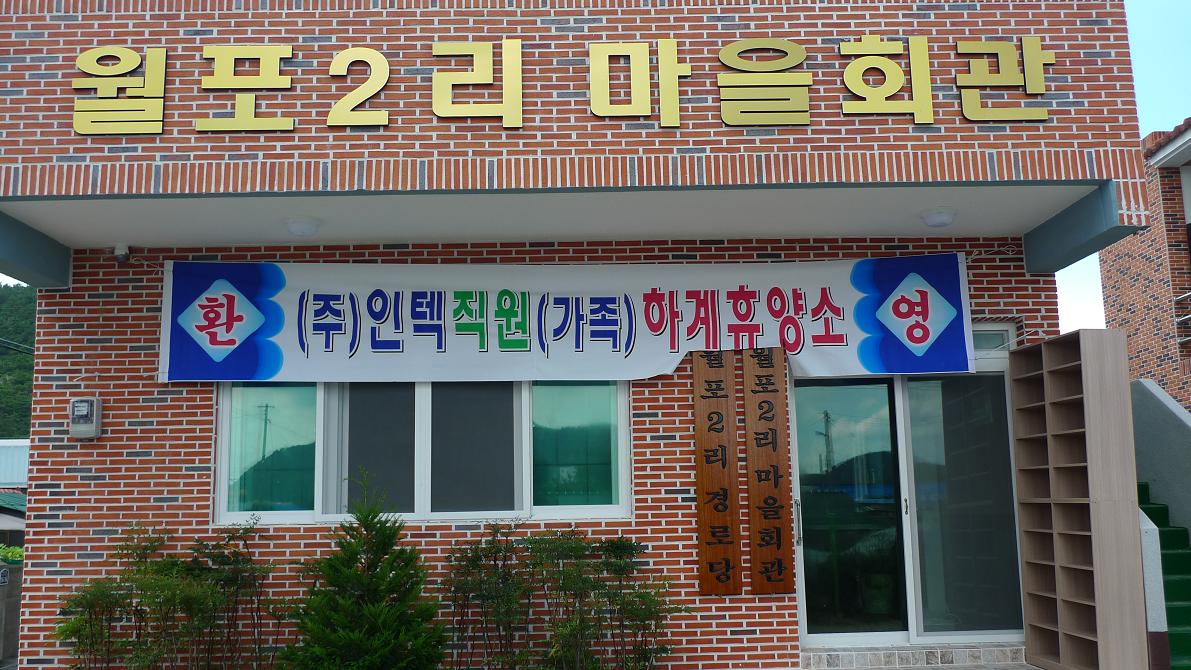 월포2리 마을회관
환 (주)인텍직원(가족)하계휴양소 영
월포2리경로당
월포2리마을회관